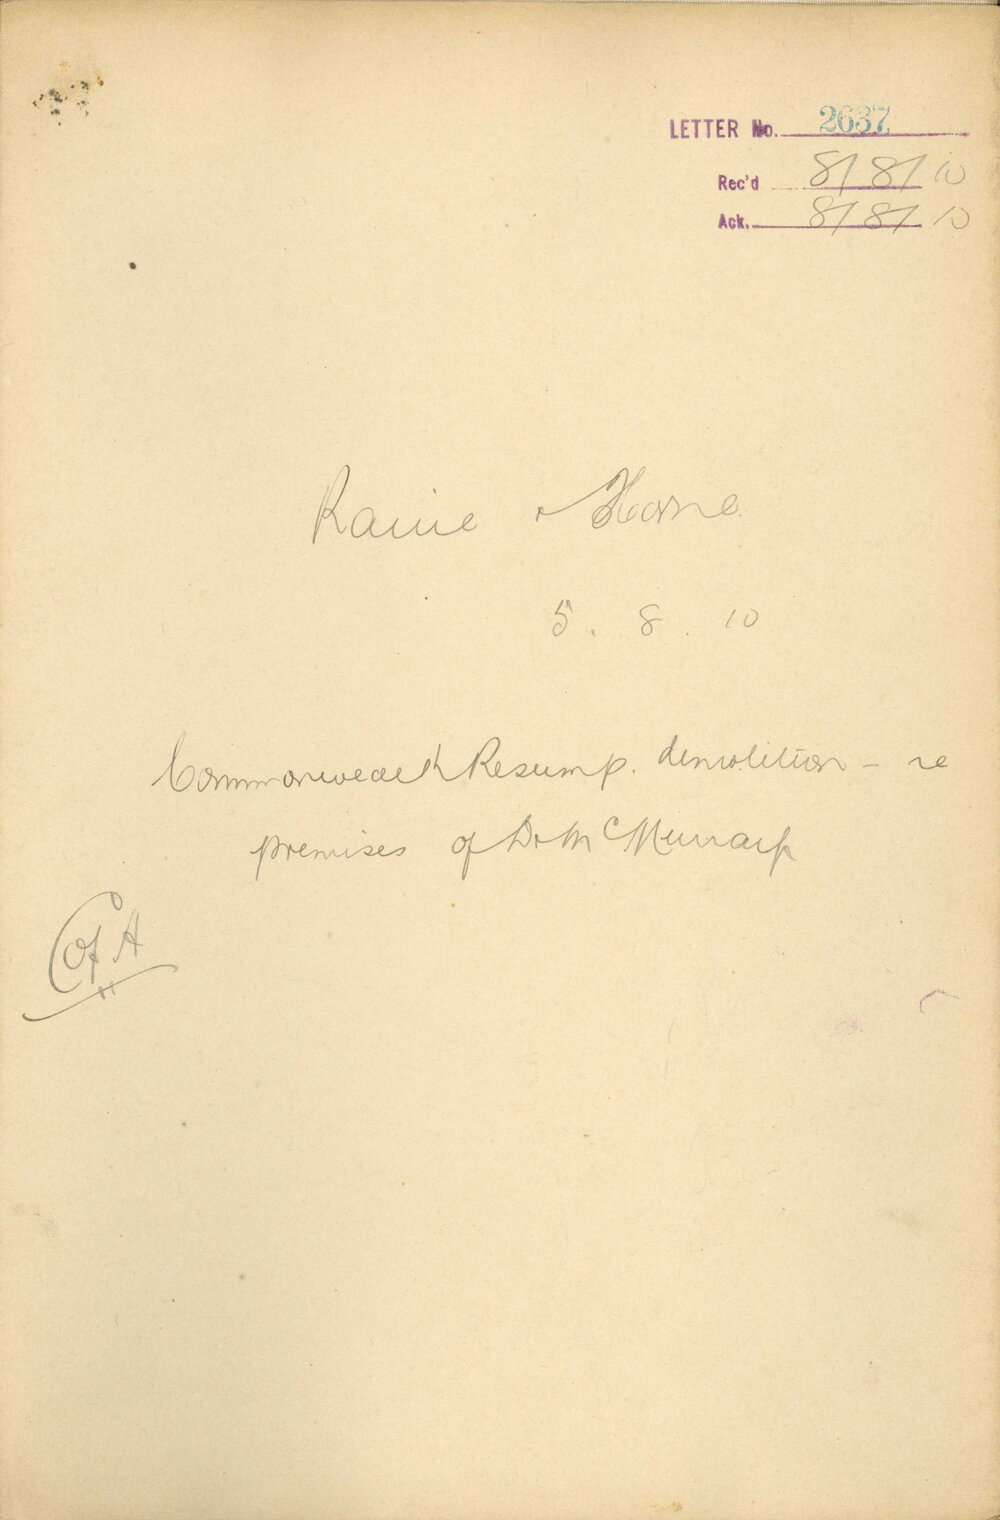 LETTER No. 2637
Rec'd 8/8/10
Ack. 8/8/10
Raine & Horne
5. 8. 10
Commonwealth Resump. demolition - re
premises of Dr McMurray
C of A